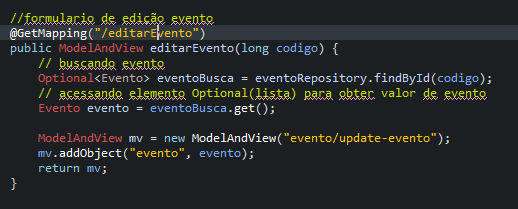 //formulario de edição evento
@GetMapping("/editarEvento")
public ModelAndView editarEvento(long codigo) {
// buscando evento
Optional<Evento> eventoBusca = eventoRepository.findById(codigo);
// acessando elemento Optional(lista) para obter valor de evento
Evento evento = eventoBusca.get();
ModelAndView mv = new ModelAndView("evento/update-evento");
mv.addObject("evento", evento);
return mv;
}